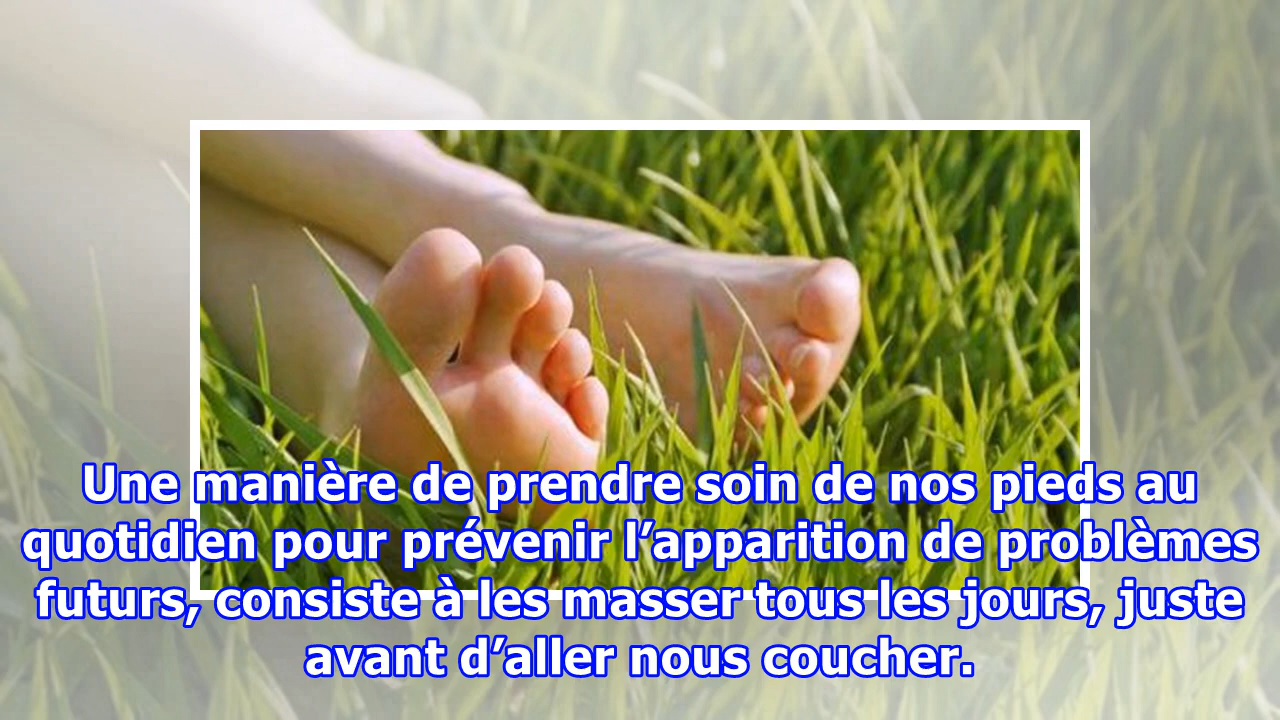 Une manière de prendre soin de nos pieds au
quotidien pour prévenir l’apparition de problèmes
futurs, consiste à les masser tous les jours, juste
avant d’aller nous coucher.